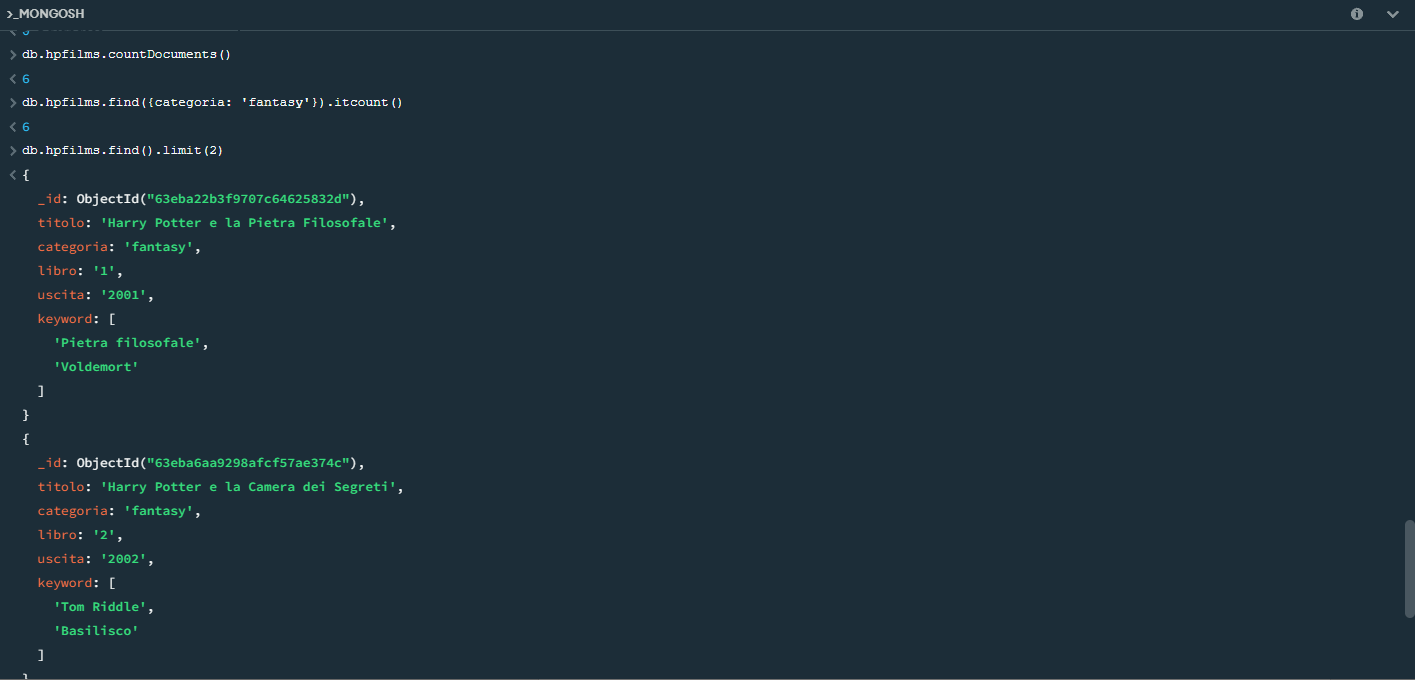 >_MONGOSH
> db.hpfilms.countDocuments()
< 6
> db.hpfilms.find({categoria: 'fantasy'}).itcount()
< 6
> db.hpfilms.find().limit(2)
< {
_id: ObjectId("63eba22b3f9707c64625832d"),
titolo: 'Harry Potter e la Pietra Filosofale',
categoria: 'fantasy',
libro: '1',
uscita: '2001',
keyword: [
'Pietra filosofale',
'Voldemort'
]
}
{
_id: ObjectId("63eba6aa9298afcf57ae374c"),
titolo: 'Harry Potter e la Camera dei Segreti',
categoria: 'fantasy',
libro: '2',
uscita: '2002',
keyword: [
'Tom Riddle',
'Basilisco'
]